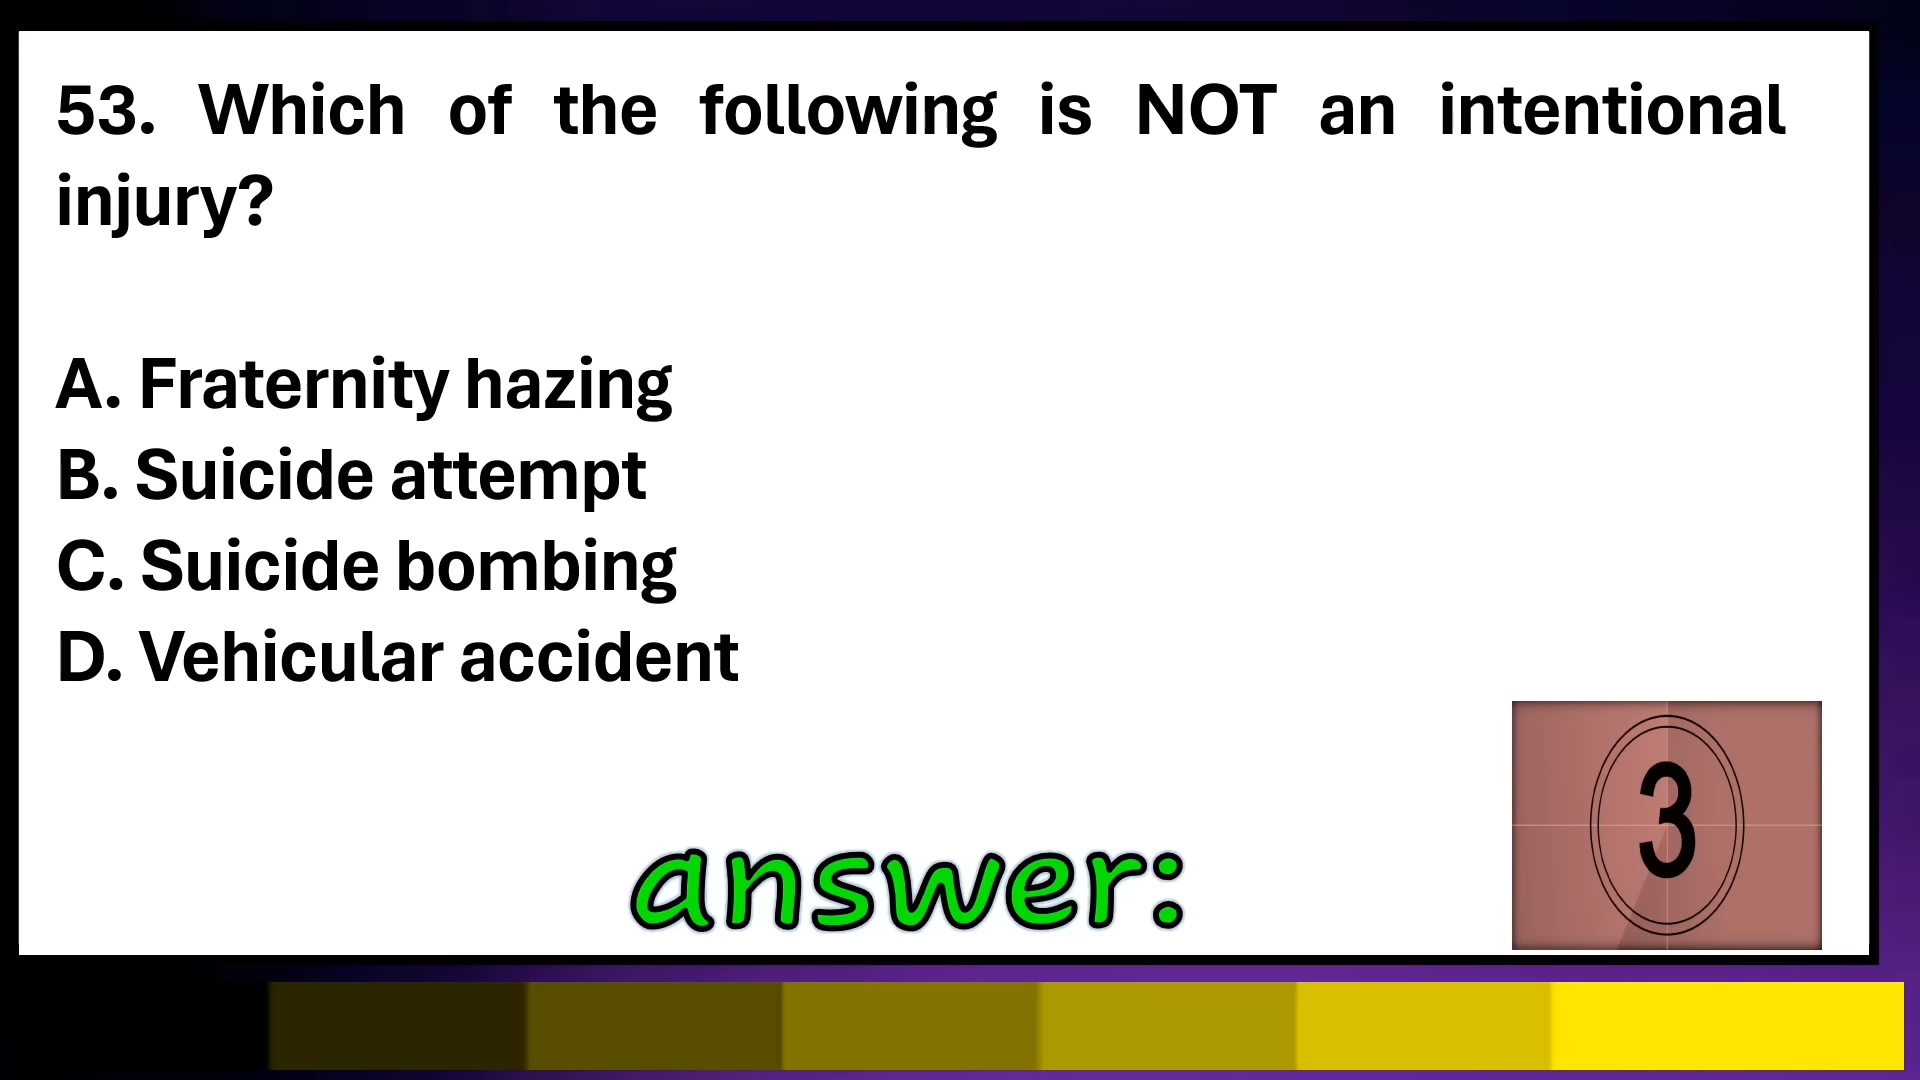 53. Which of the following is NOT an intentional
injury?
A. Fraternity hazing
B. Suicide attempt
C. Suicide bombing
D. Vehicular accident
answer:
3